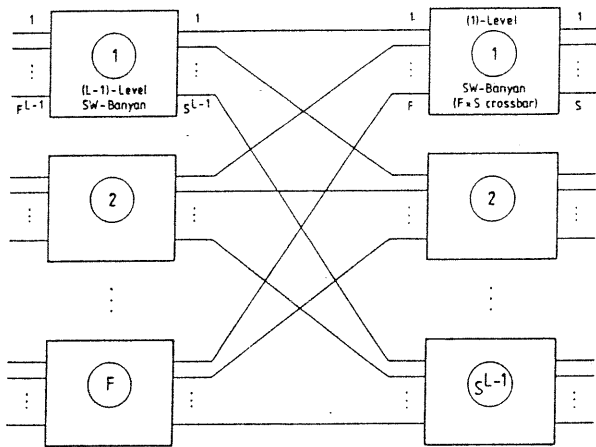 1 1 1 (1)-Level 1
1 1
(L-1)-Level SW-Banyan
SW-Banyan (F×S crossbar)
F^L-1 S^L-1 F S
2 2
F S^L-1